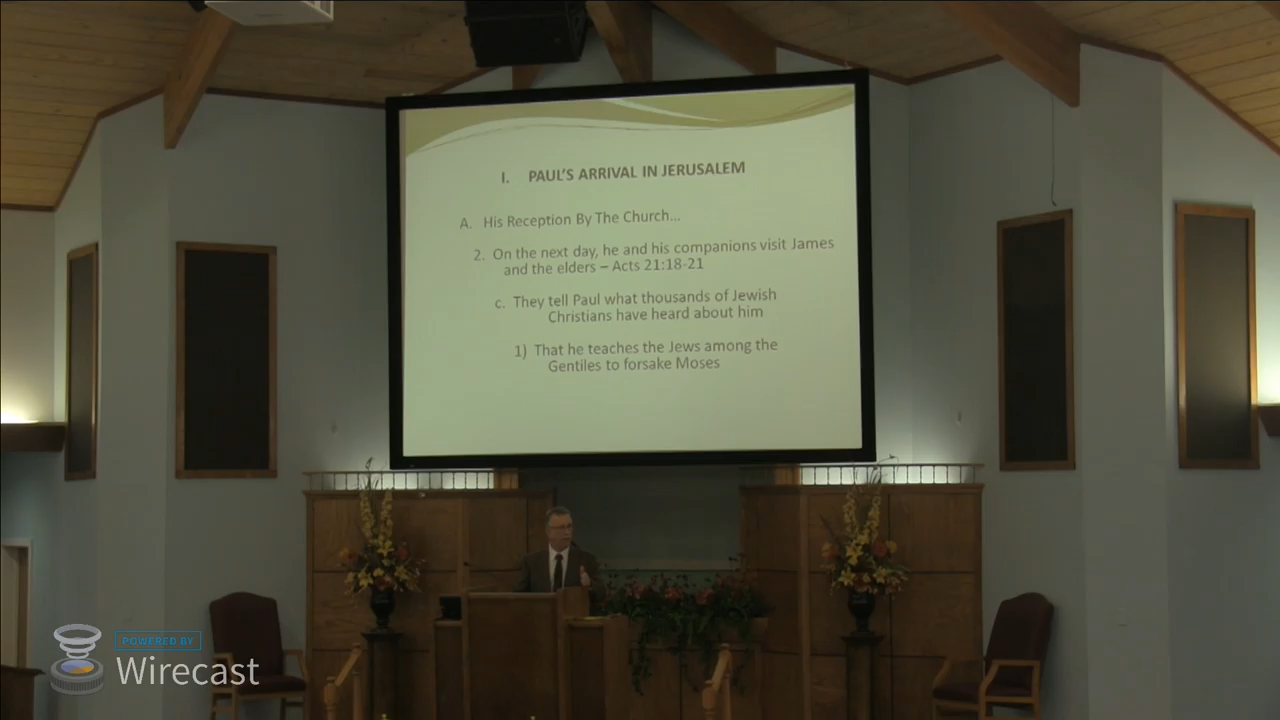 I. PAUL'S ARRIVAL IN JERUSALEM
A. His Reception By The Church...
2. On the next day, he and his companions visit James
and the elders – Acts 21:18-21
c. They tell Paul what thousands of Jewish
Christians have heard about him
1) That he teaches the Jews among the
Gentiles to forsake Moses
POWERED BY
Wirecast